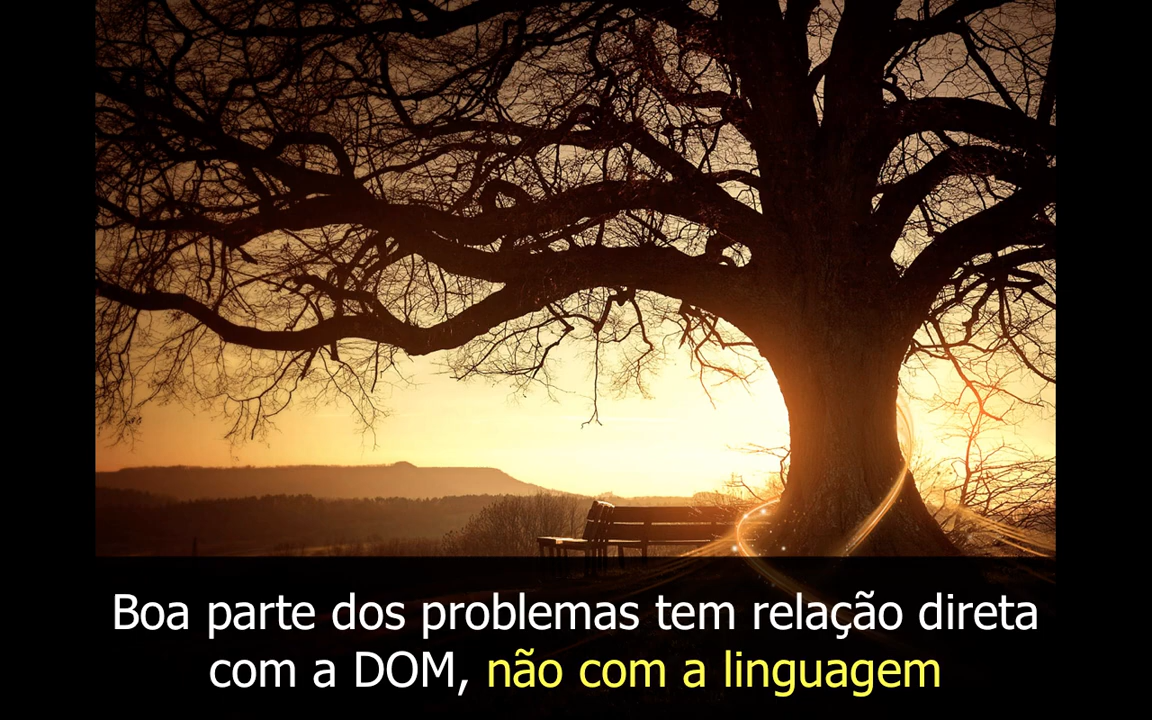 Boa parte dos problemas tem relação direta
com a DOM, não com a linguagem